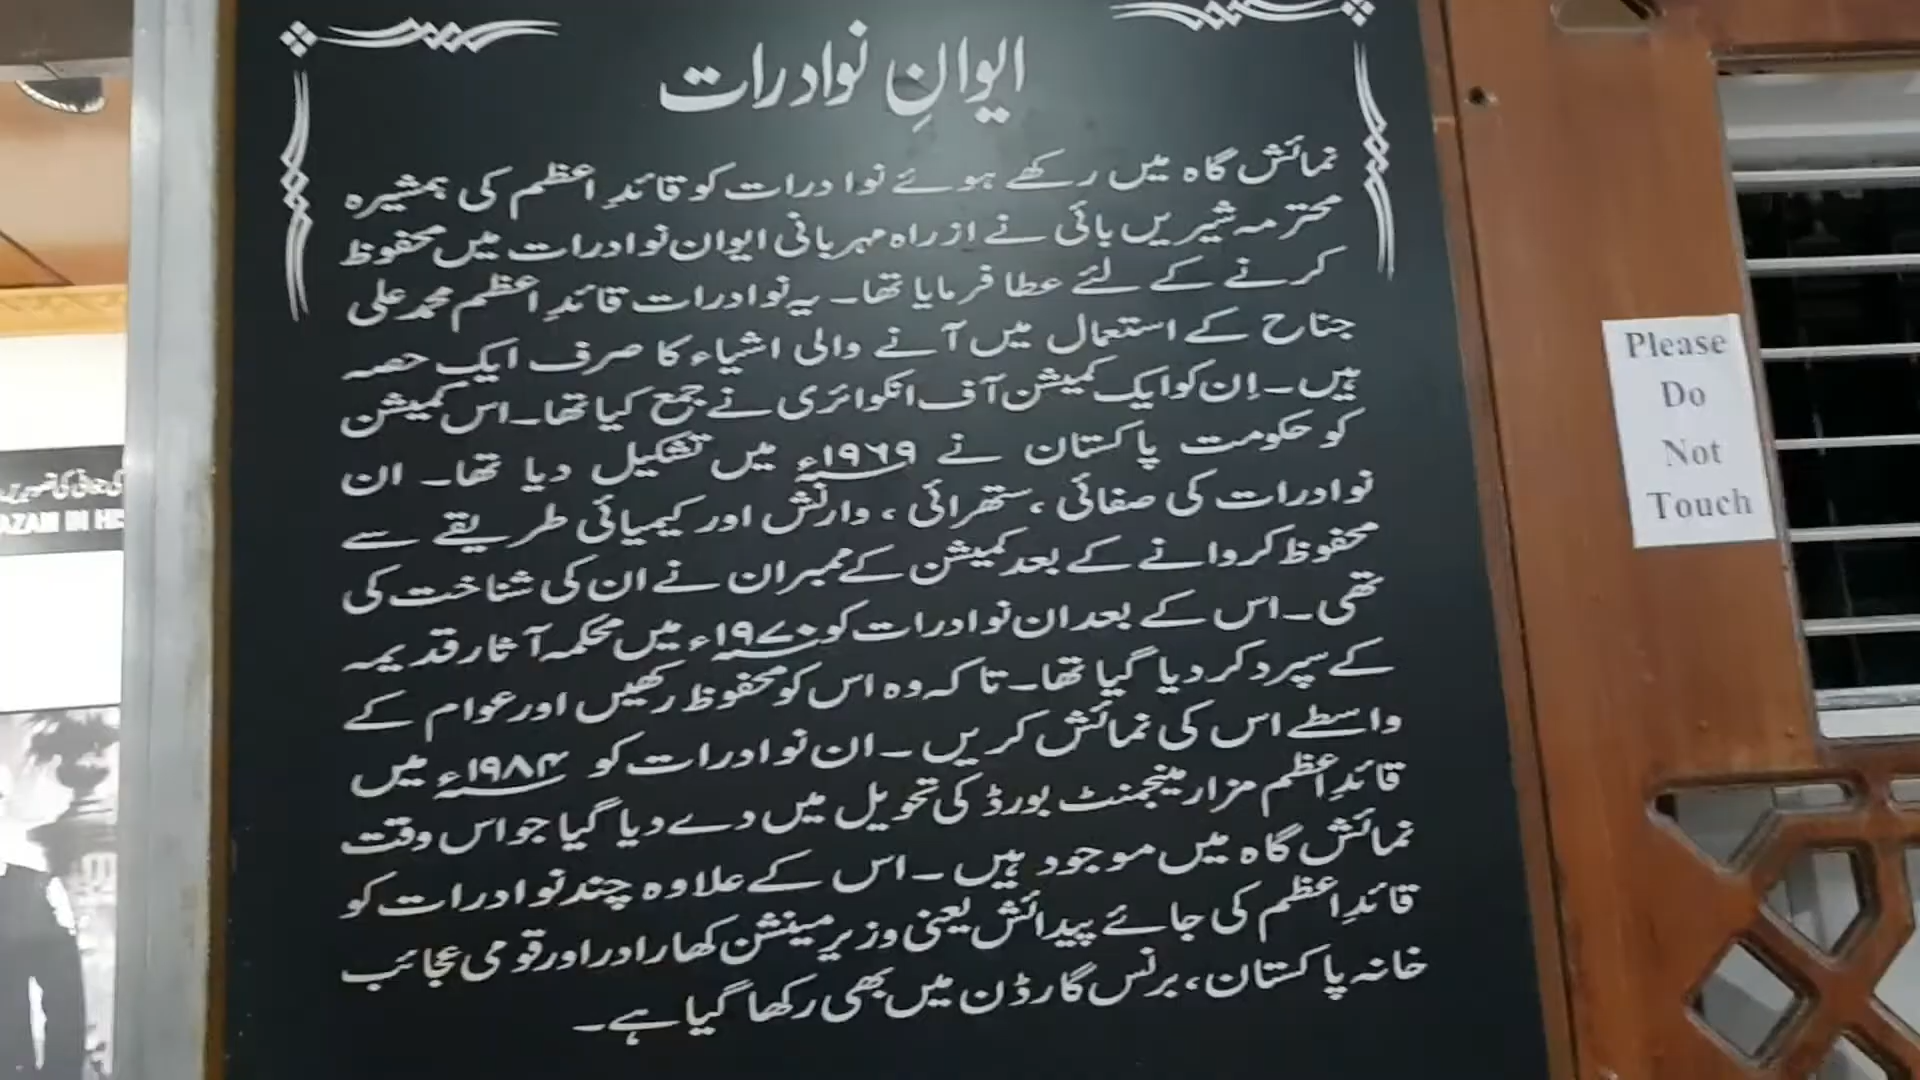 ایوانِ نوادرات
نمائش گاہ میں رکھے ہوئے نوادرات کو قائدِ اعظم کی ہمشیرہ
محترمہ شیریں بائی نے ازراہ مہربانی ایوان نوادرات میں محفوظ
کرنے کے لئے عطا فرمایا تھا۔ یہ نوادرات قائدِ اعظم محمد علی
جناح کے استعمال میں آنے والی اشیاء کا صرف ایک حصہ
ہیں۔ اِن کو ایک کمیشن آف انکوائری نے جمع کیا تھا۔ اس کمیشن
کو حکومت پاکستان نے ۱۹۶۹ء میں تشکیل دیا تھا۔ ان
نوادرات کی صفائی، ستھرائی، وارنش اور کیمیائی طریقے سے
محفوظ کروانے کے بعد کمیشن کے ممبران نے ان کی شناخت کی
تھی۔ اس کے بعد ان نوادرات کو ۱۹۷۰ء میں محکمہ آثار قدیمہ
کے سپرد کر دیا گیا تھا۔ تاکہ وہ اس کو محفوظ رکھیں اور عوام کے
واسطے اس کی نمائش کریں۔ ان نوادرات کو ۱۹۸۴ء میں
قائدِ اعظم مزار مینجمنٹ بورڈ کی تحویل میں دے دیا گیا جو اس وقت
نمائش گاہ میں موجود ہیں۔ اس کے علاوہ چند نوادرات کو
قائدِ اعظم کی جائے پیدائش یعنی وزیر مینشن کھارادر اور قومی عجائب
خانہ پاکستان، برنس گارڈن میں بھی رکھا گیا ہے۔
Please
Do
Not
Touch
کی جوانی کی تصویریں
AZAM IN HIS